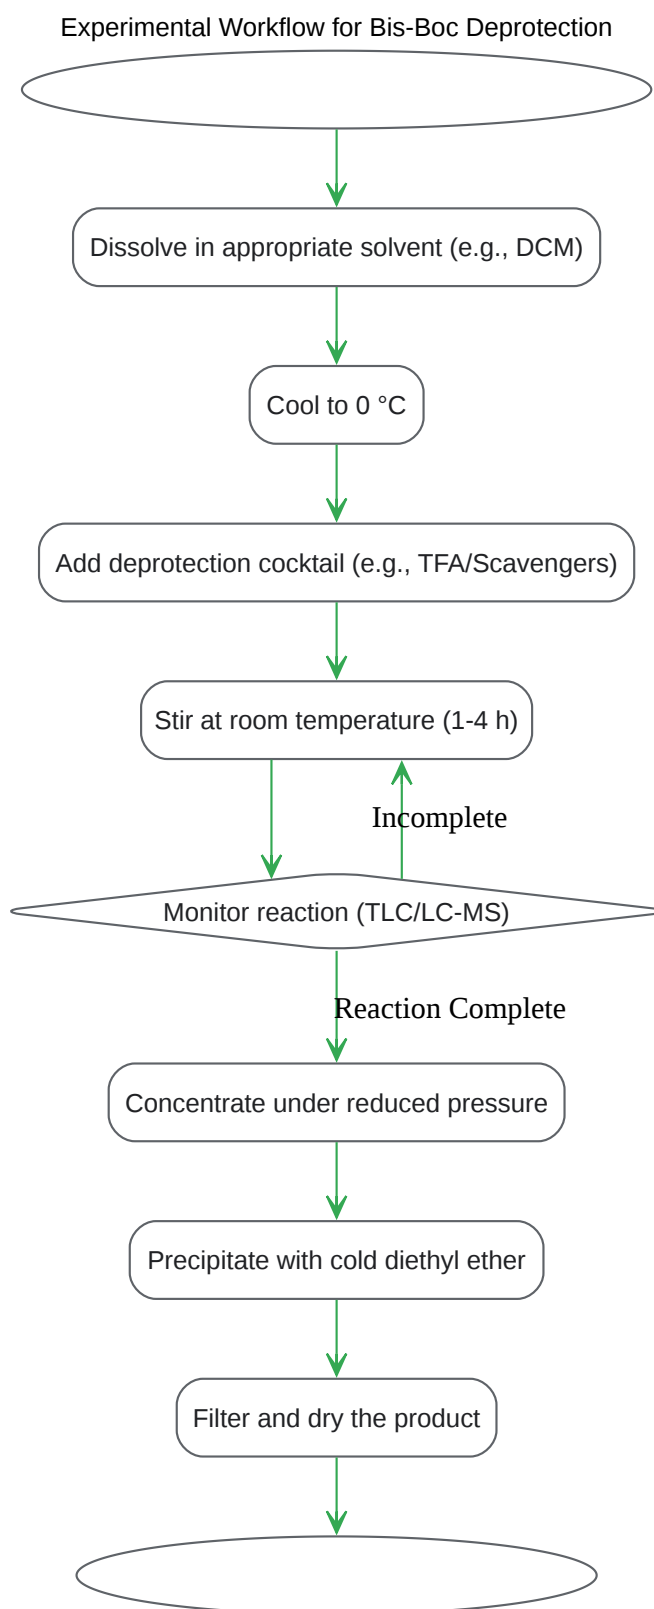 Experimental Workflow for Bis-Boc Deprotection
Dissolve in appropriate solvent (e.g., DCM)
Cool to 0 °C
Add deprotection cocktail (e.g., TFA/Scavengers)
Stir at room temperature (1-4 h)
Incomplete
Monitor reaction (TLC/LC-MS)
Reaction Complete
Concentrate under reduced pressure
Precipitate with cold diethyl ether
Filter and dry the product